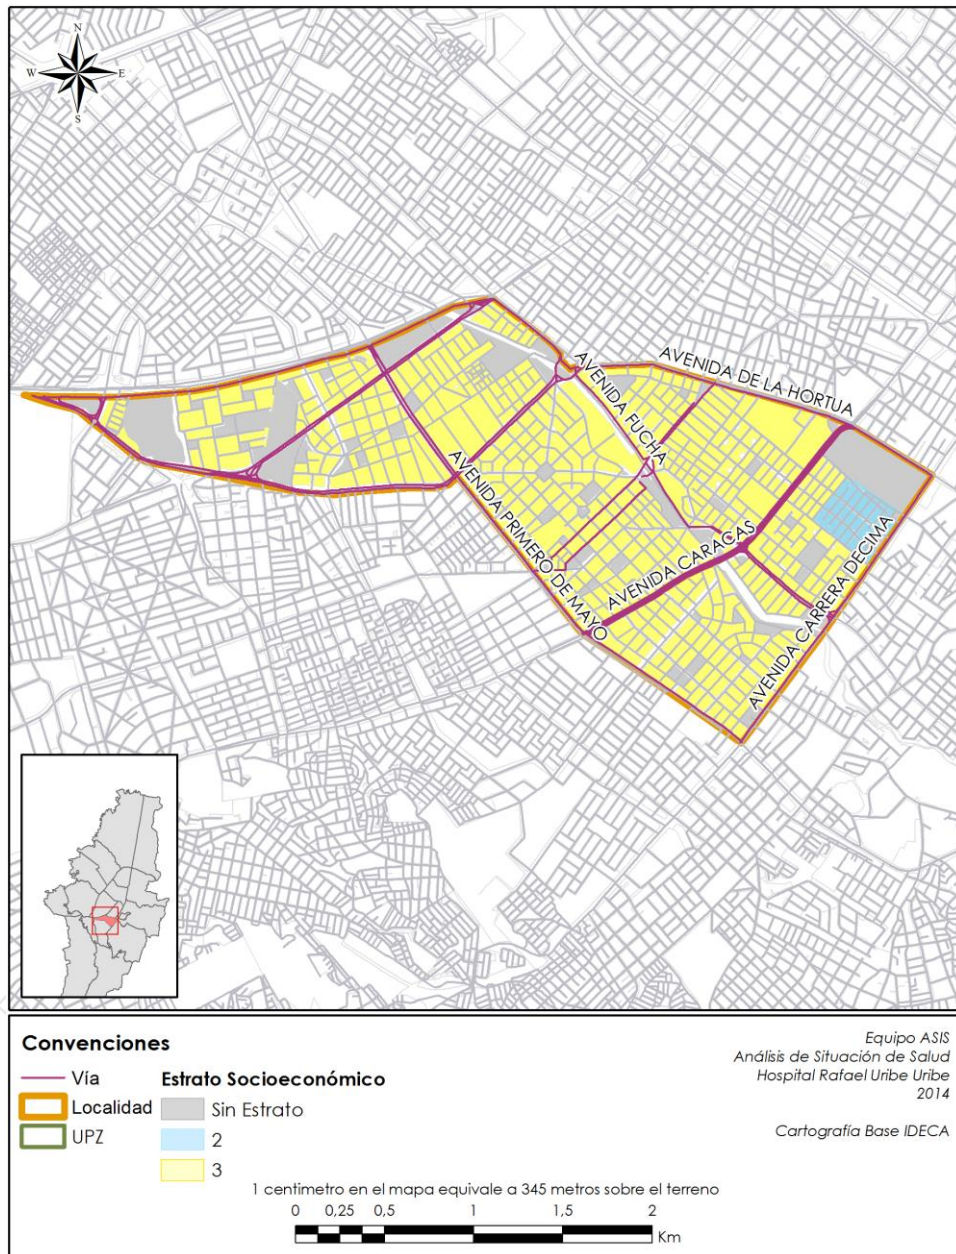 N
W E
S
AVENIDA DE LA HORTUA
AVENIDA FUCHA
AVENIDA PRIMERO DE MAYO
AVENIDA CARACAS
AVENIDA CARRERA DECIMA
Convenciones
Vía
Localidad
UPZ
Estrato Socioeconómico
Sin Estrato
2
3
Equipo ASIS
Análisis de Situación de Salud
Hospital Rafael Uribe Uribe
2014
Cartografía Base IDECA
1 centimetro en el mapa equivale a 345 metros sobre el terreno
0 0,25 0,5 1 1,5 2
Km